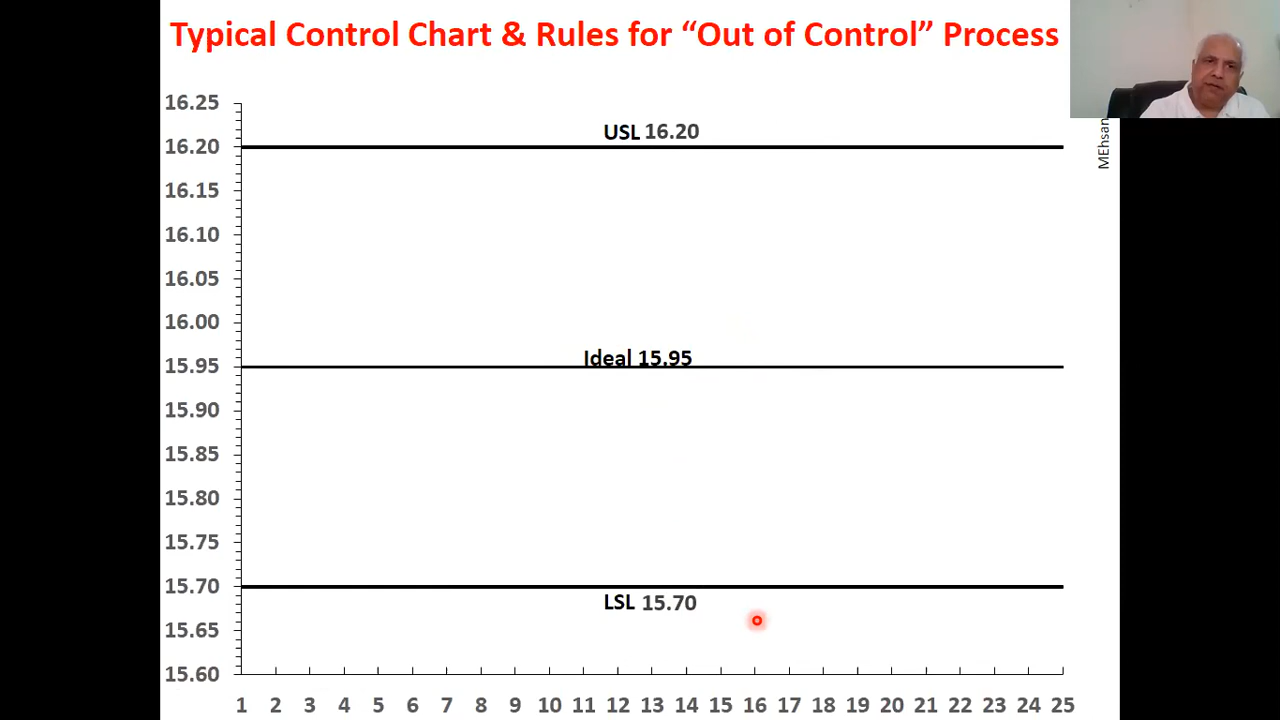 Typical Control Chart & Rules for “Out of Control” Process
MEhsan
16.25
USL 16.20
16.20
16.15
16.10
16.05
16.00
Ideal 15.95
15.95
15.90
15.85
15.80
15.75
15.70
LSL 15.70
15.65
15.60
1 2 3 4 5 6 7 8 9 10 11 12 13 14 15 16 17 18 19 20 21 22 23 24 25